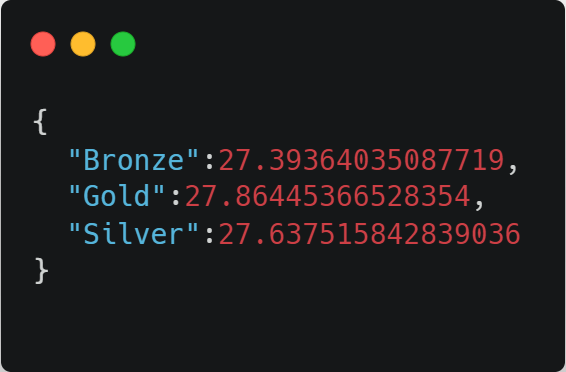 {
  "Bronze":27.39364035087719,
  "Gold":27.86445366528354,
  "Silver":27.637515842839036
}